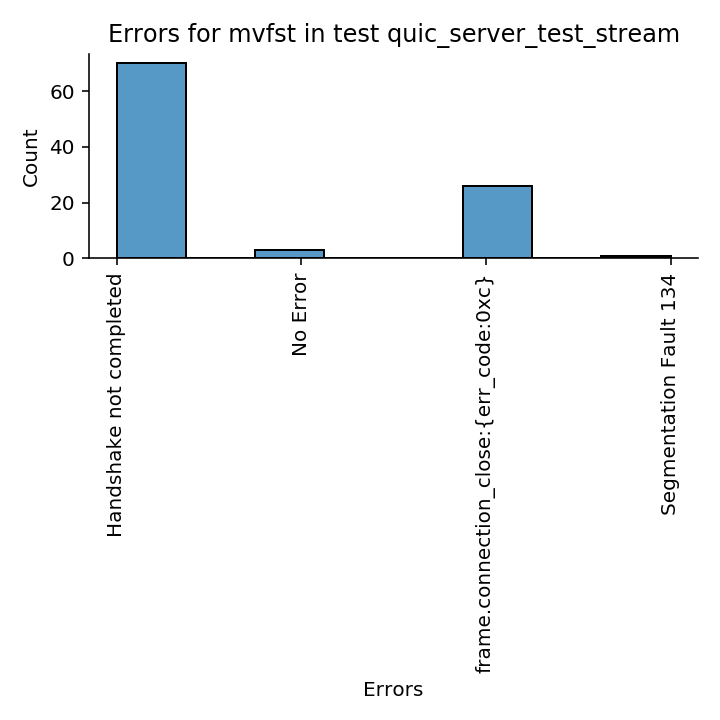 Errors for mvfst in test quic_server_test_stream
Count
60
40
20
0
Handshake not completed
No Error
frame.connection_close:{err_code:0xc}
Segmentation Fault 134
Errors